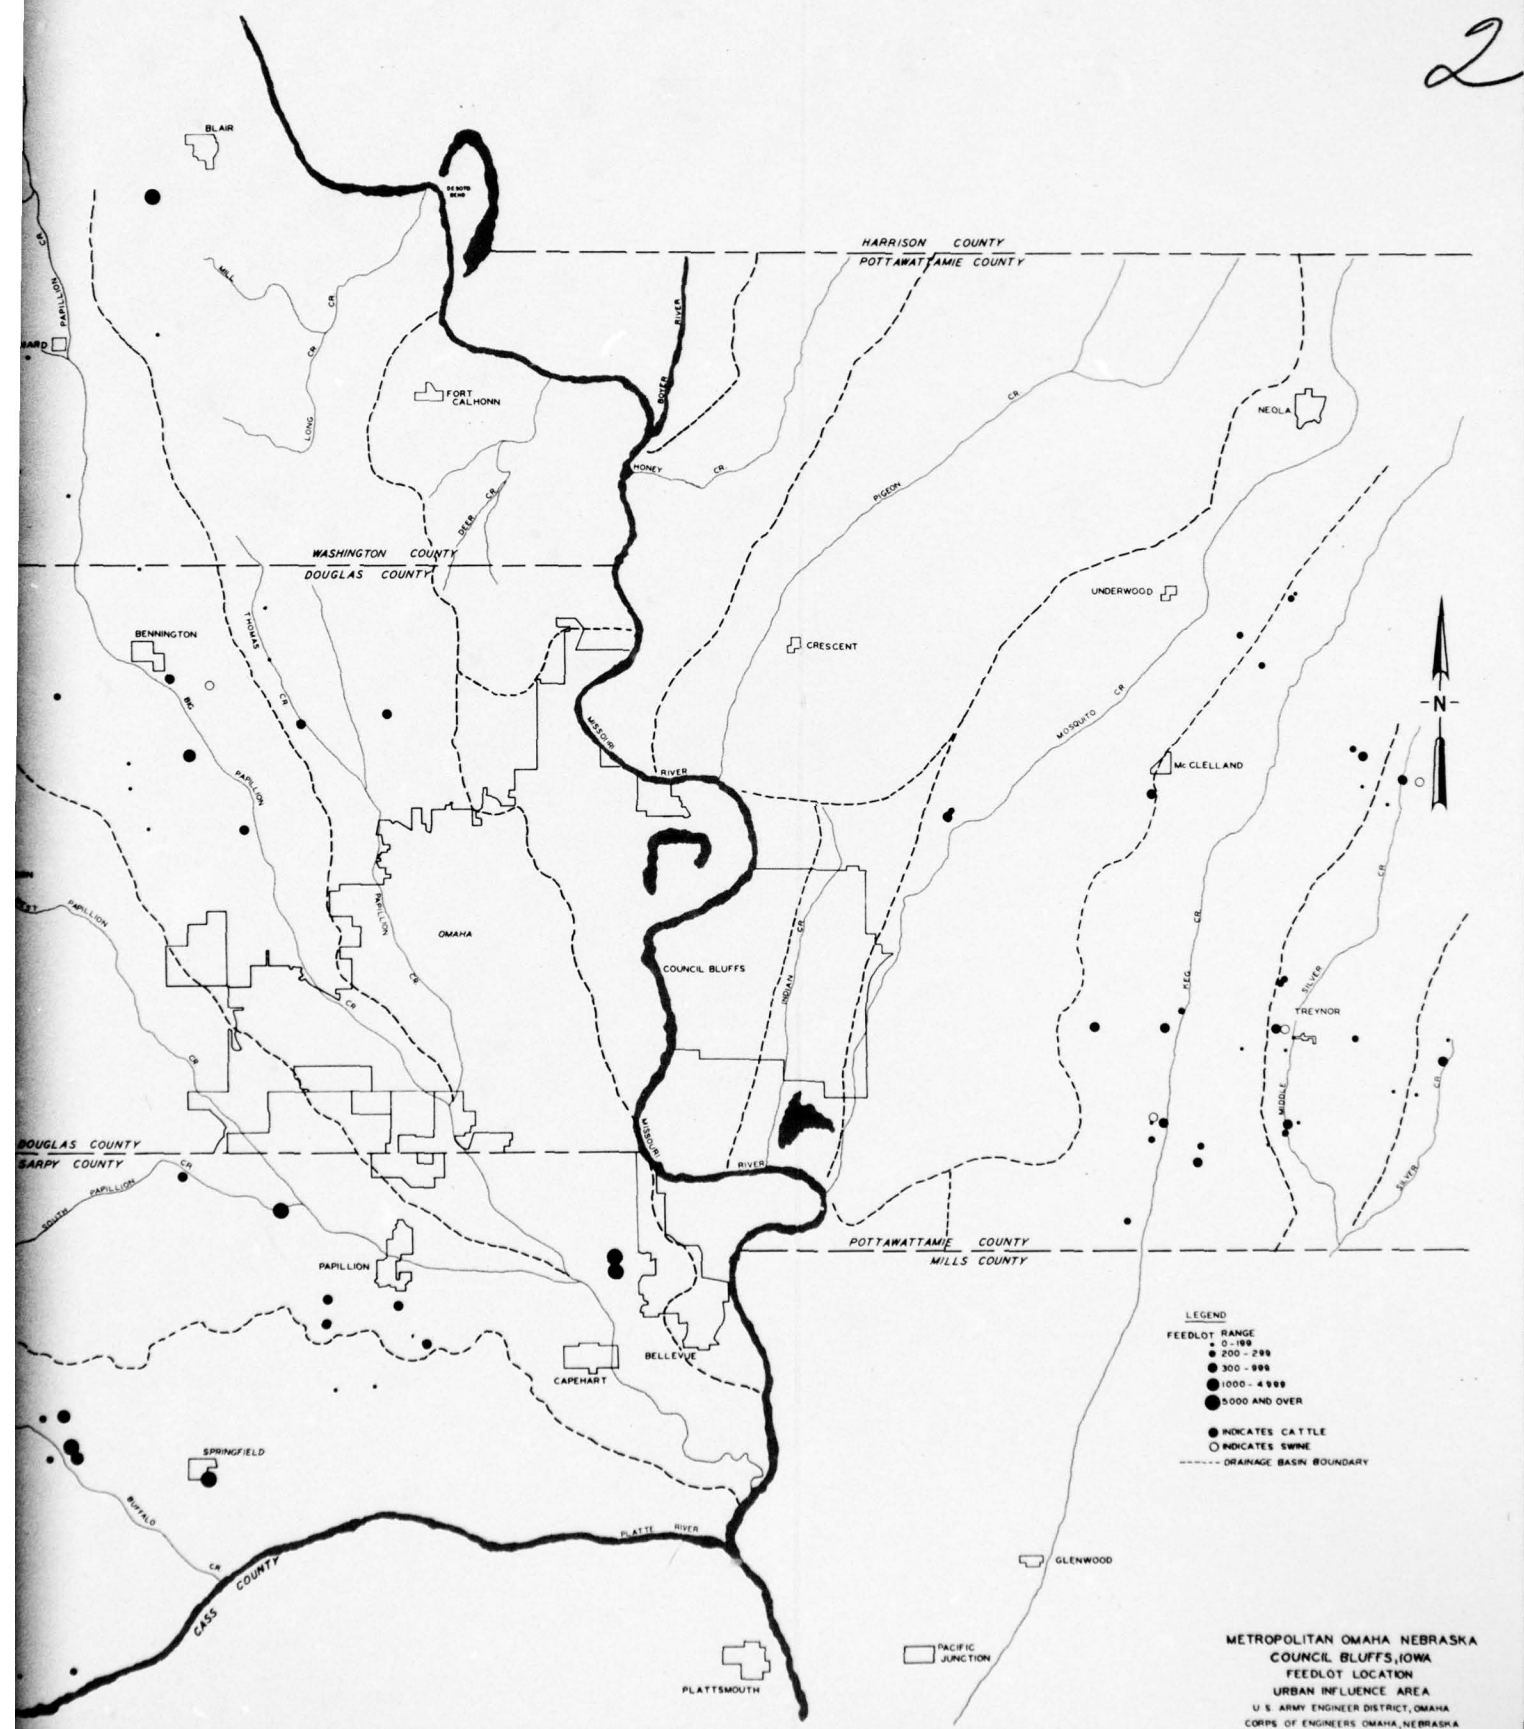 2
BLAIR
DE SOTO
BEND
HARRISON COUNTY
POTTAWATTAMIE COUNTY
CR
PAPILLION
MILL
CR
CR
LONG
BOYER RIVER
FORT
CALHONN
NEOLA
HONEY CR
PIGEON CR
DEER CR
WASHINGTON COUNTY
DOUGLAS COUNTY
UNDERWOOD
BENNINGTON
THOMAS CR
CRESCENT
N
BIG PAPILLION CR
MISSOURI RIVER
MOSQUITO CR
Mc CLELLAND
PAPILLION CR
PAPILLION CR
OMAHA
COUNCIL BLUFFS
INDIAN CR
KEG CR
SILVER CR
TREYNOR
MIDDLE
SILVER CR
DOUGLAS COUNTY
SARPY COUNTY
SOUTH PAPILLION CR
MISSOURI RIVER
PAPILLION
POTTAWATTAMIE COUNTY
MILLS COUNTY
BELLEVUE
CAPEHART
LEGEND
FEEDLOT RANGE
0-199
200-299
300-999
1000-4999
5000 AND OVER
INDICATES CATTLE
INDICATES SWINE
DRAINAGE BASIN BOUNDARY
SPRINGFIELD
BUFFALO CR
PLATTE RIVER
CASS COUNTY
GLENWOOD
PACIFIC
JUNCTION
PLATTSMOUTH
METROPOLITAN OMAHA NEBRASKA
COUNCIL BLUFFS, IOWA
FEEDLOT LOCATION
URBAN INFLUENCE AREA
U S ARMY ENGINEER DISTRICT, OMAHA
CORPS OF ENGINEERS OMAHA, NEBRASKA